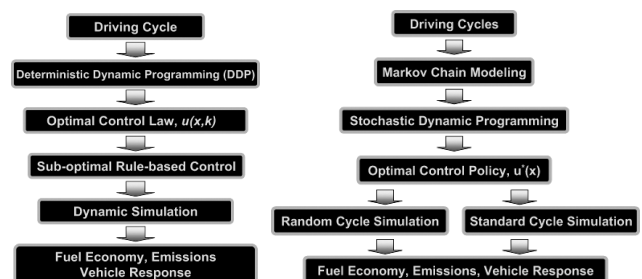 Driving Cycle
Deterministic Dynamic Programming (DDP)
Optimal Control Law, u(x,k)
Sub-optimal Rule-based Control
Dynamic Simulation
Fuel Economy, Emissions
Vehicle Response
Driving Cycles
Markov Chain Modeling
Stochastic Dynamic Programming
Optimal Control Policy, u*(x)
Random Cycle Simulation
Standard Cycle Simulation
Fuel Economy, Emissions, Vehicle Response